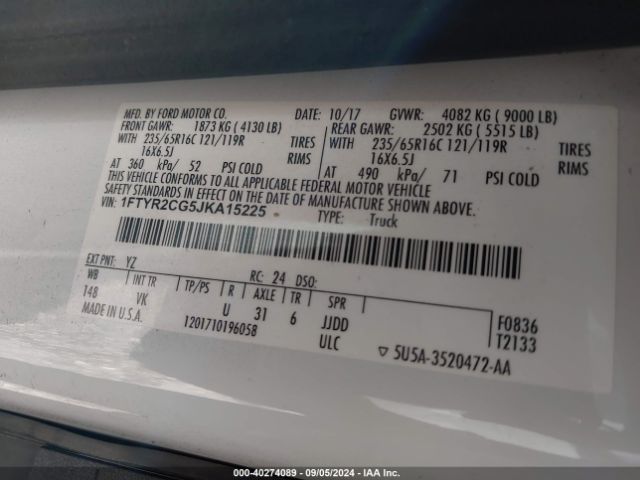 MFD. BY FORD MOTOR CO. DATE: 10/17 GVWR: 4082 KG ( 9000 LB)
FRONT GAWR: 1873 KG ( 4130 LB) REAR GAWR: 2502 KG ( 5515 LB)
WITH 235/65R16C 121/119R TIRES WITH 235/65R16C 121/119R TIRES
16X6.5J RIMS 16X6.5J RIMS
AT 360 kPa/ 52 PSI COLD AT 490 kPa/ 71 PSI COLD
THIS VEHICLE CONFORMS TO ALL APPLICABLE FEDERAL MOTOR VEHICLE
SAFETY STANDARDS IN EFFECT ON THE DATE OF MANUFACTURE SHOWN ABOVE.
VIN: 1FTYR2CG5JKA15225 TYPE: Truck
EXT PNT: YZ RC: 24 DSO:
WB INT TR TP/PS R AXLE TR SPR
148 VK U 31 6 JJDD F0836
MADE IN U.S.A. 1201710196058 ULC T2133
▽ 5U5A-3520472-AA
000-40274089 - 09/05/2024 - IAAI.COM